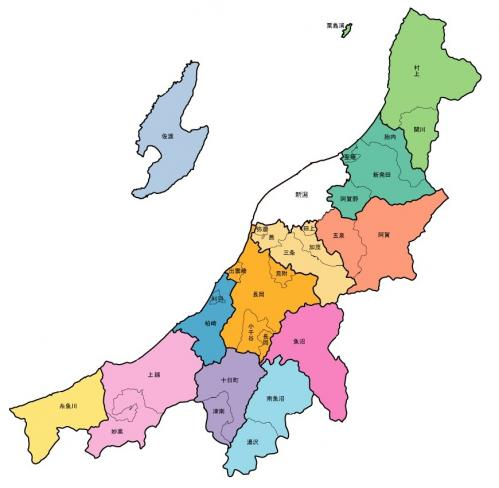 粟島浦
村上
関川
胎内
聖籠
新発田
佐渡
新潟
阿賀野
阿賀
五泉
弥彦
燕
田上
加茂
三条
出雲崎
見附
長岡
刈羽
柏崎
小千谷
長岡
魚沼
上越
十日町
糸魚川
南魚沼
津南
妙高
湯沢